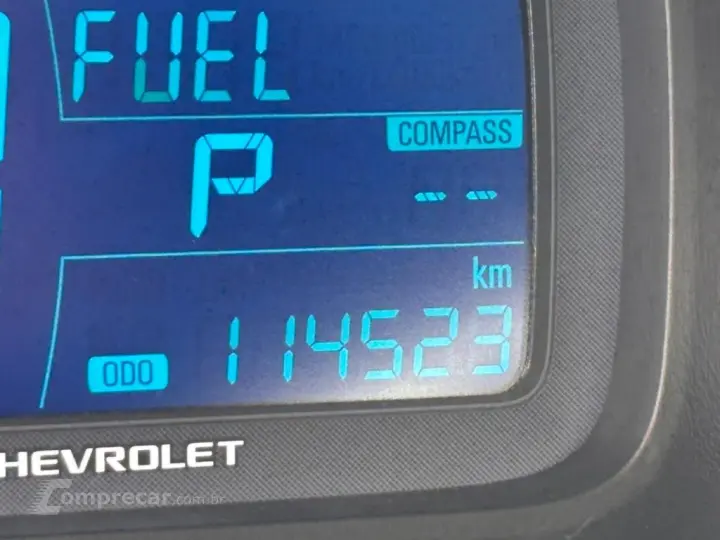 FUEL
COMPASS
P
--
km
ODO 114523
HEVROLET
Comprecar.com.br